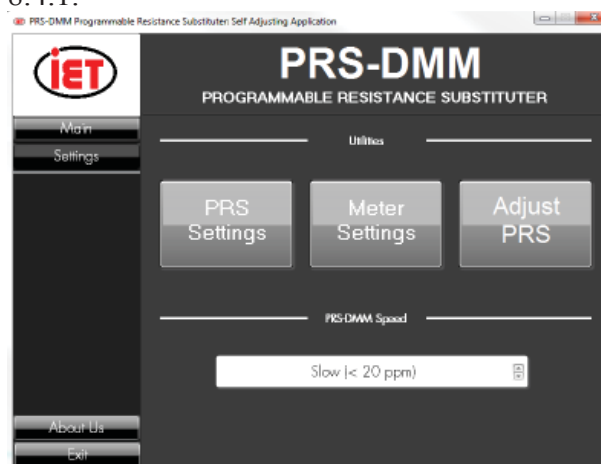 PRS-DMM Programmable Resistance Substituter: Self Adjusting Application
IET
PRS-DMM
PROGRAMMABLE RESISTANCE SUBSTITUTER
Main
Settings
Utilities
PRS
Settings
Meter
Settings
Adjust
PRS
PRS-DMM Speed
Slow (< 20 ppm)
About Us
Exit